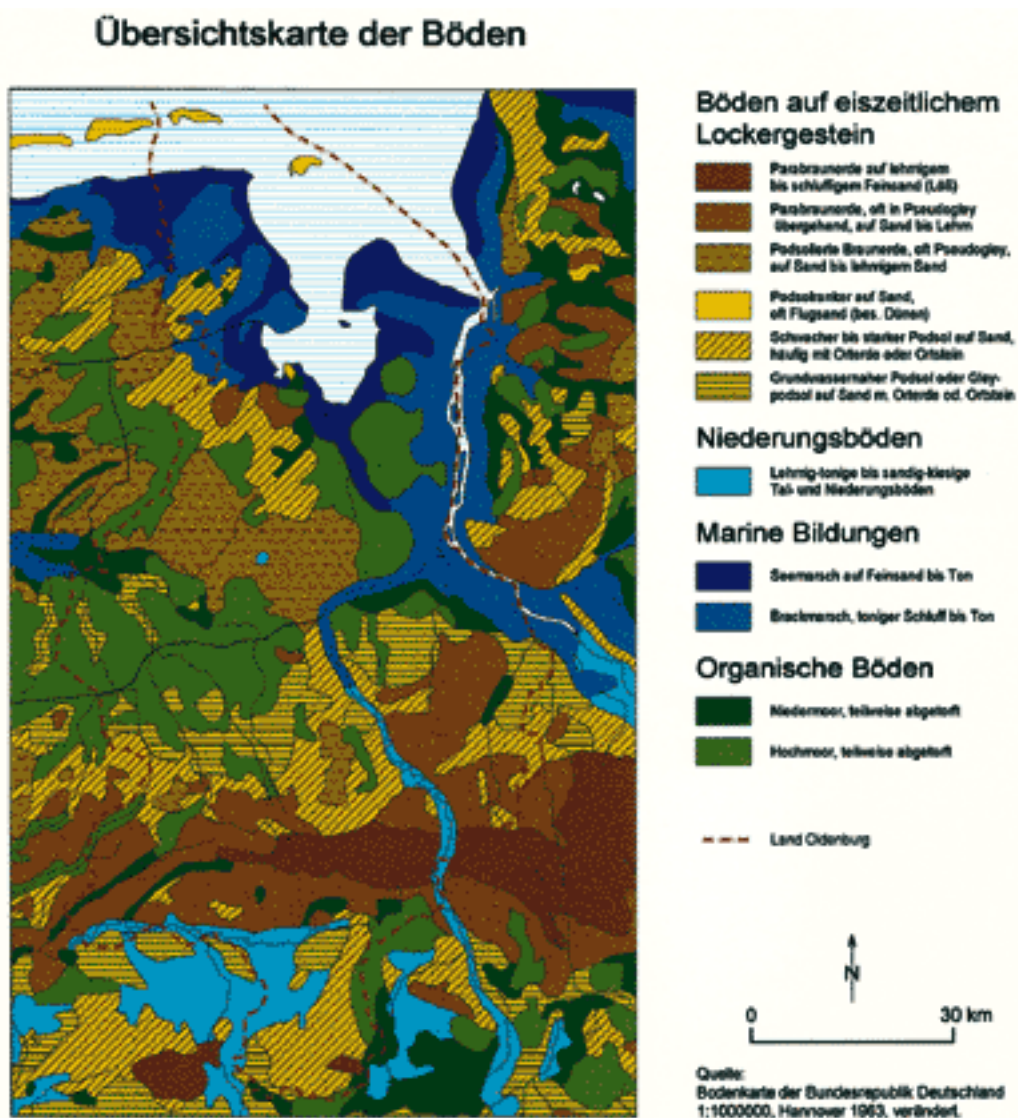 Übersichtskarte der Böden
Böden auf eiszeitlichem
Lockergestein
Parabraunerde auf lehmigem
bis schluffigem Feinsand (Löß)
Parabraunerde, oft in Pseudogley
übergehend, auf Sand bis Lehm
Podsolierte Braunerde, oft Pseudogley,
auf Sand bis lehmigem Sand
Podsolranker auf Sand,
oft Flugsand (bes. Dünen)
Schwacher bis starker Podsol auf Sand,
häufig mit Orterde oder Ortstein
Grundwassernaher Podsol oder Gley-
podsol auf Sand m. Orterde od. Ortstein
Niederungsböden
Lehmig-tonige bis sandig-kiesige
Tal- und Niederungsböden
Marine Bildungen
Seemarsch auf Feinsand bis Ton
Brackmarsch, toniger Schluff bis Ton
Organische Böden
Niedermoor, teilweise abgetorft
Hochmoor, teilweise abgetorft
Land Oldenburg
N
0 30 km
Quelle:
Bodenkarte der Bundesrepublik Deutschland
1:1000000, Hannover 1963, verändert